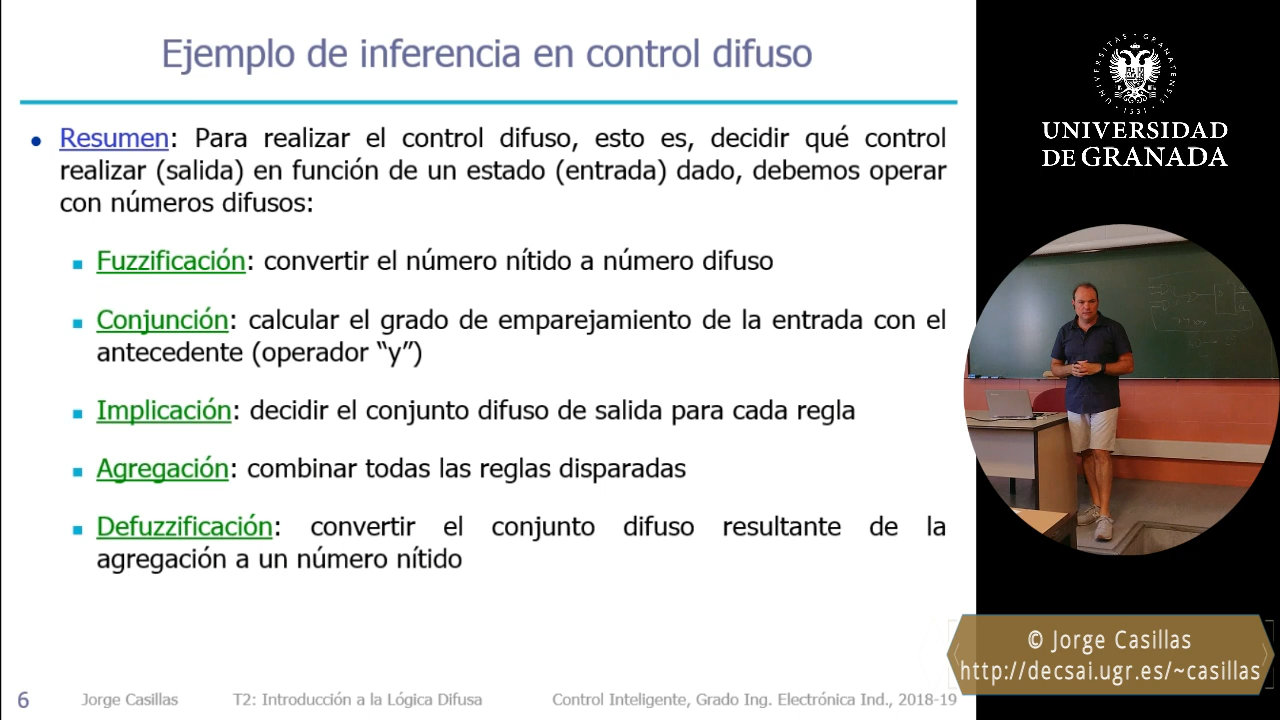 Ejemplo de inferencia en control difuso
Resumen: Para realizar el control difuso, esto es, decidir qué control
realizar (salida) en función de un estado (entrada) dado, debemos operar
con números difusos:
Fuzzificación: convertir el número nítido a número difuso
Conjunción: calcular el grado de emparejamiento de la entrada con el
antecedente (operador “y”)
Implicación: decidir el conjunto difuso de salida para cada regla
Agregación: combinar todas las reglas disparadas
Defuzzificación: convertir el conjunto difuso resultante de la
agregación a un número nítido
6 Jorge Casillas T2: Introducción a la Lógica Difusa Control Inteligente, Grado Ing. Electrónica Ind., 2018-19
UNIVERSITAS GRANATENSIS 1531
UNIVERSIDAD
DE GRANADA
© Jorge Casillas
http://decsai.ugr.es/~casillas